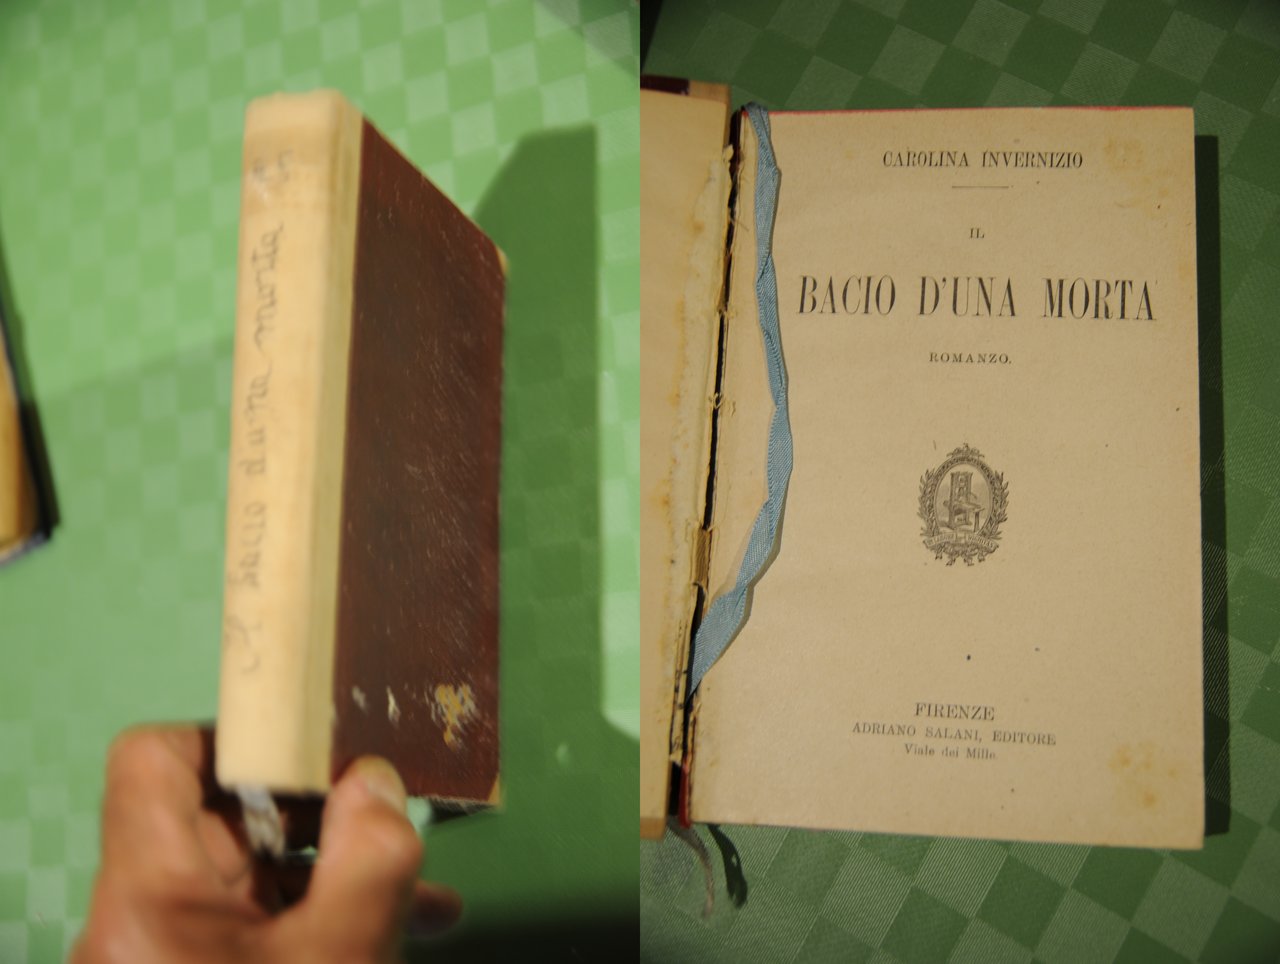 Il bacio d'una morta
CAROLINA INVERNIZIO
IL
BACIO D'UNA MORTA
ROMANZO.
FIRENZE
ADRIANO SALANI, EDITORE
Viale dei Mille.